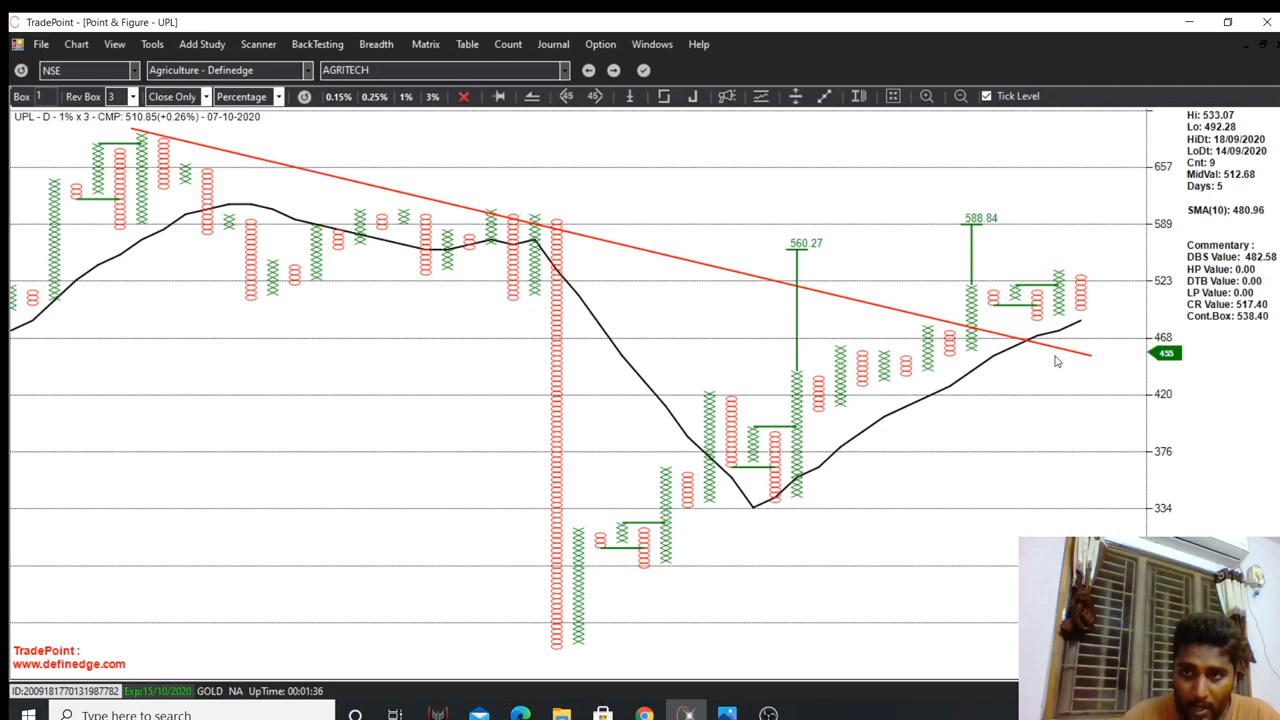 TradePoint - [Point & Figure - UPL]
File Chart View Tools Add Study Scanner BackTesting Breadth Matrix Table Count Journal Option Windows Help
NSE Agriculture - Definedge AGRITECH
Box 1 Rev Box 3 Close Only Percentage 0.15% 0.25% 1% 3% 45 45 Tick Level
UPL - D - 1% x 3 - CMP: 510.85(+0.26%) - 07-10-2020
Hi: 533.07
Lo: 492.28
HiDt: 18/09/2020
LoDt: 14/09/2020
Cnt: 9
MidVal: 512.68
Days: 5
SMA(10): 480.96
Commentary :
DBS Value: 482.58
HP Value: 0.00
DTB Value: 0.00
LP Value: 0.00
CR Value: 517.40
Cont.Box: 538.40
657
589
523
468
455
420
376
334
588.84
560.27
TradePoint :
www.definedge.com
ID:2009181770131987782 Exp:15/10/2020 GOLD NA UpTime: 00:01:36
Type here to search